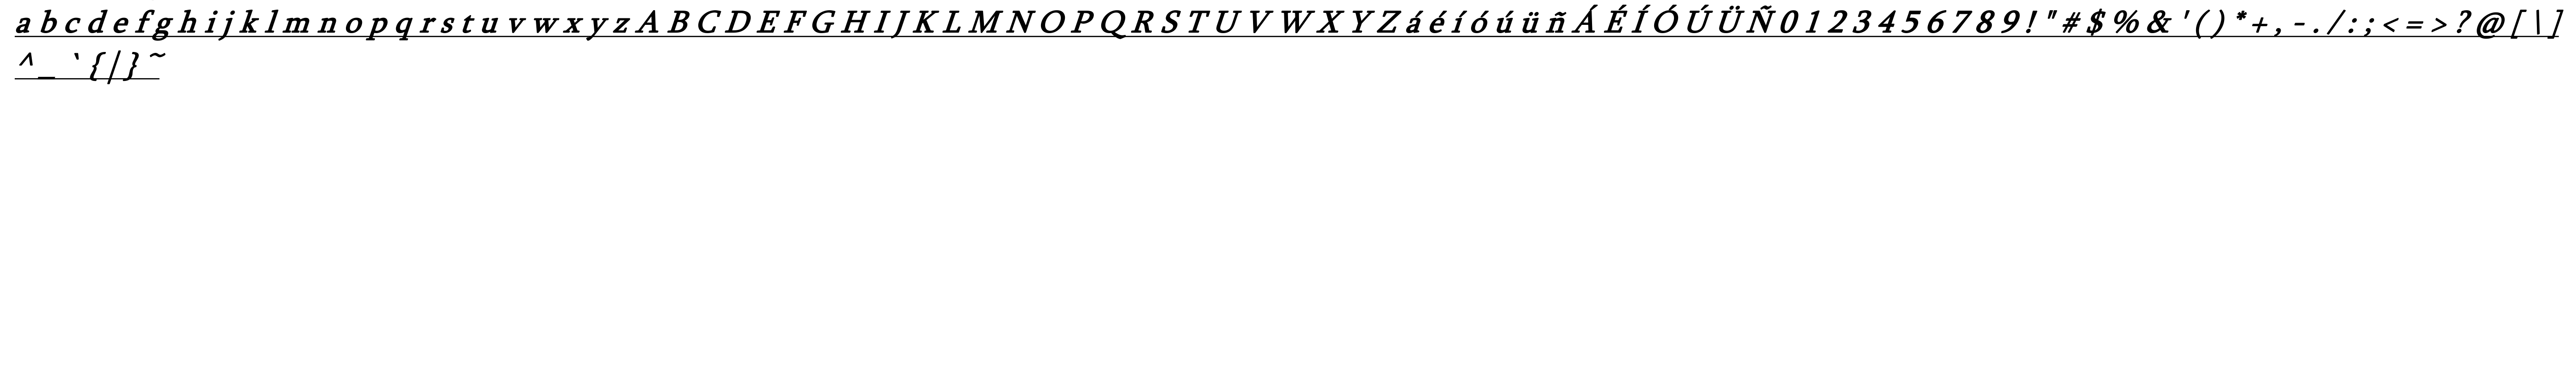 a b c d e f g h i j k l m n o p q r s t u v w x y z A B C D E F G H I J K L M N O P Q R S T U V W X Y Z á é í ó ú ü ñ Á É Í Ó Ú Ü Ñ 0 1 2 3 4 5 6 7 8 9 ! " # $ % & ' ( ) * + , - . / : ; < = > ? @ [ \ ]
^ _ ` { | } ~